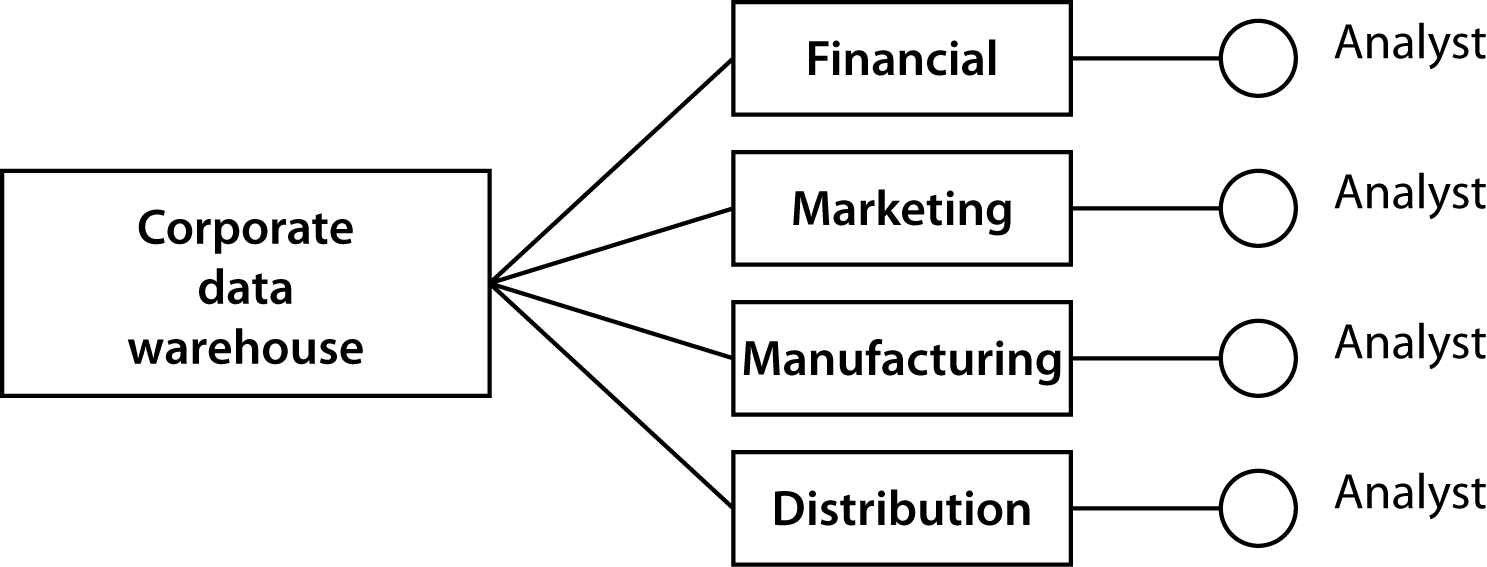 Corporate
data
warehouse
Financial
Analyst
Marketing
Analyst
Manufacturing
Analyst
Distribution
Analyst